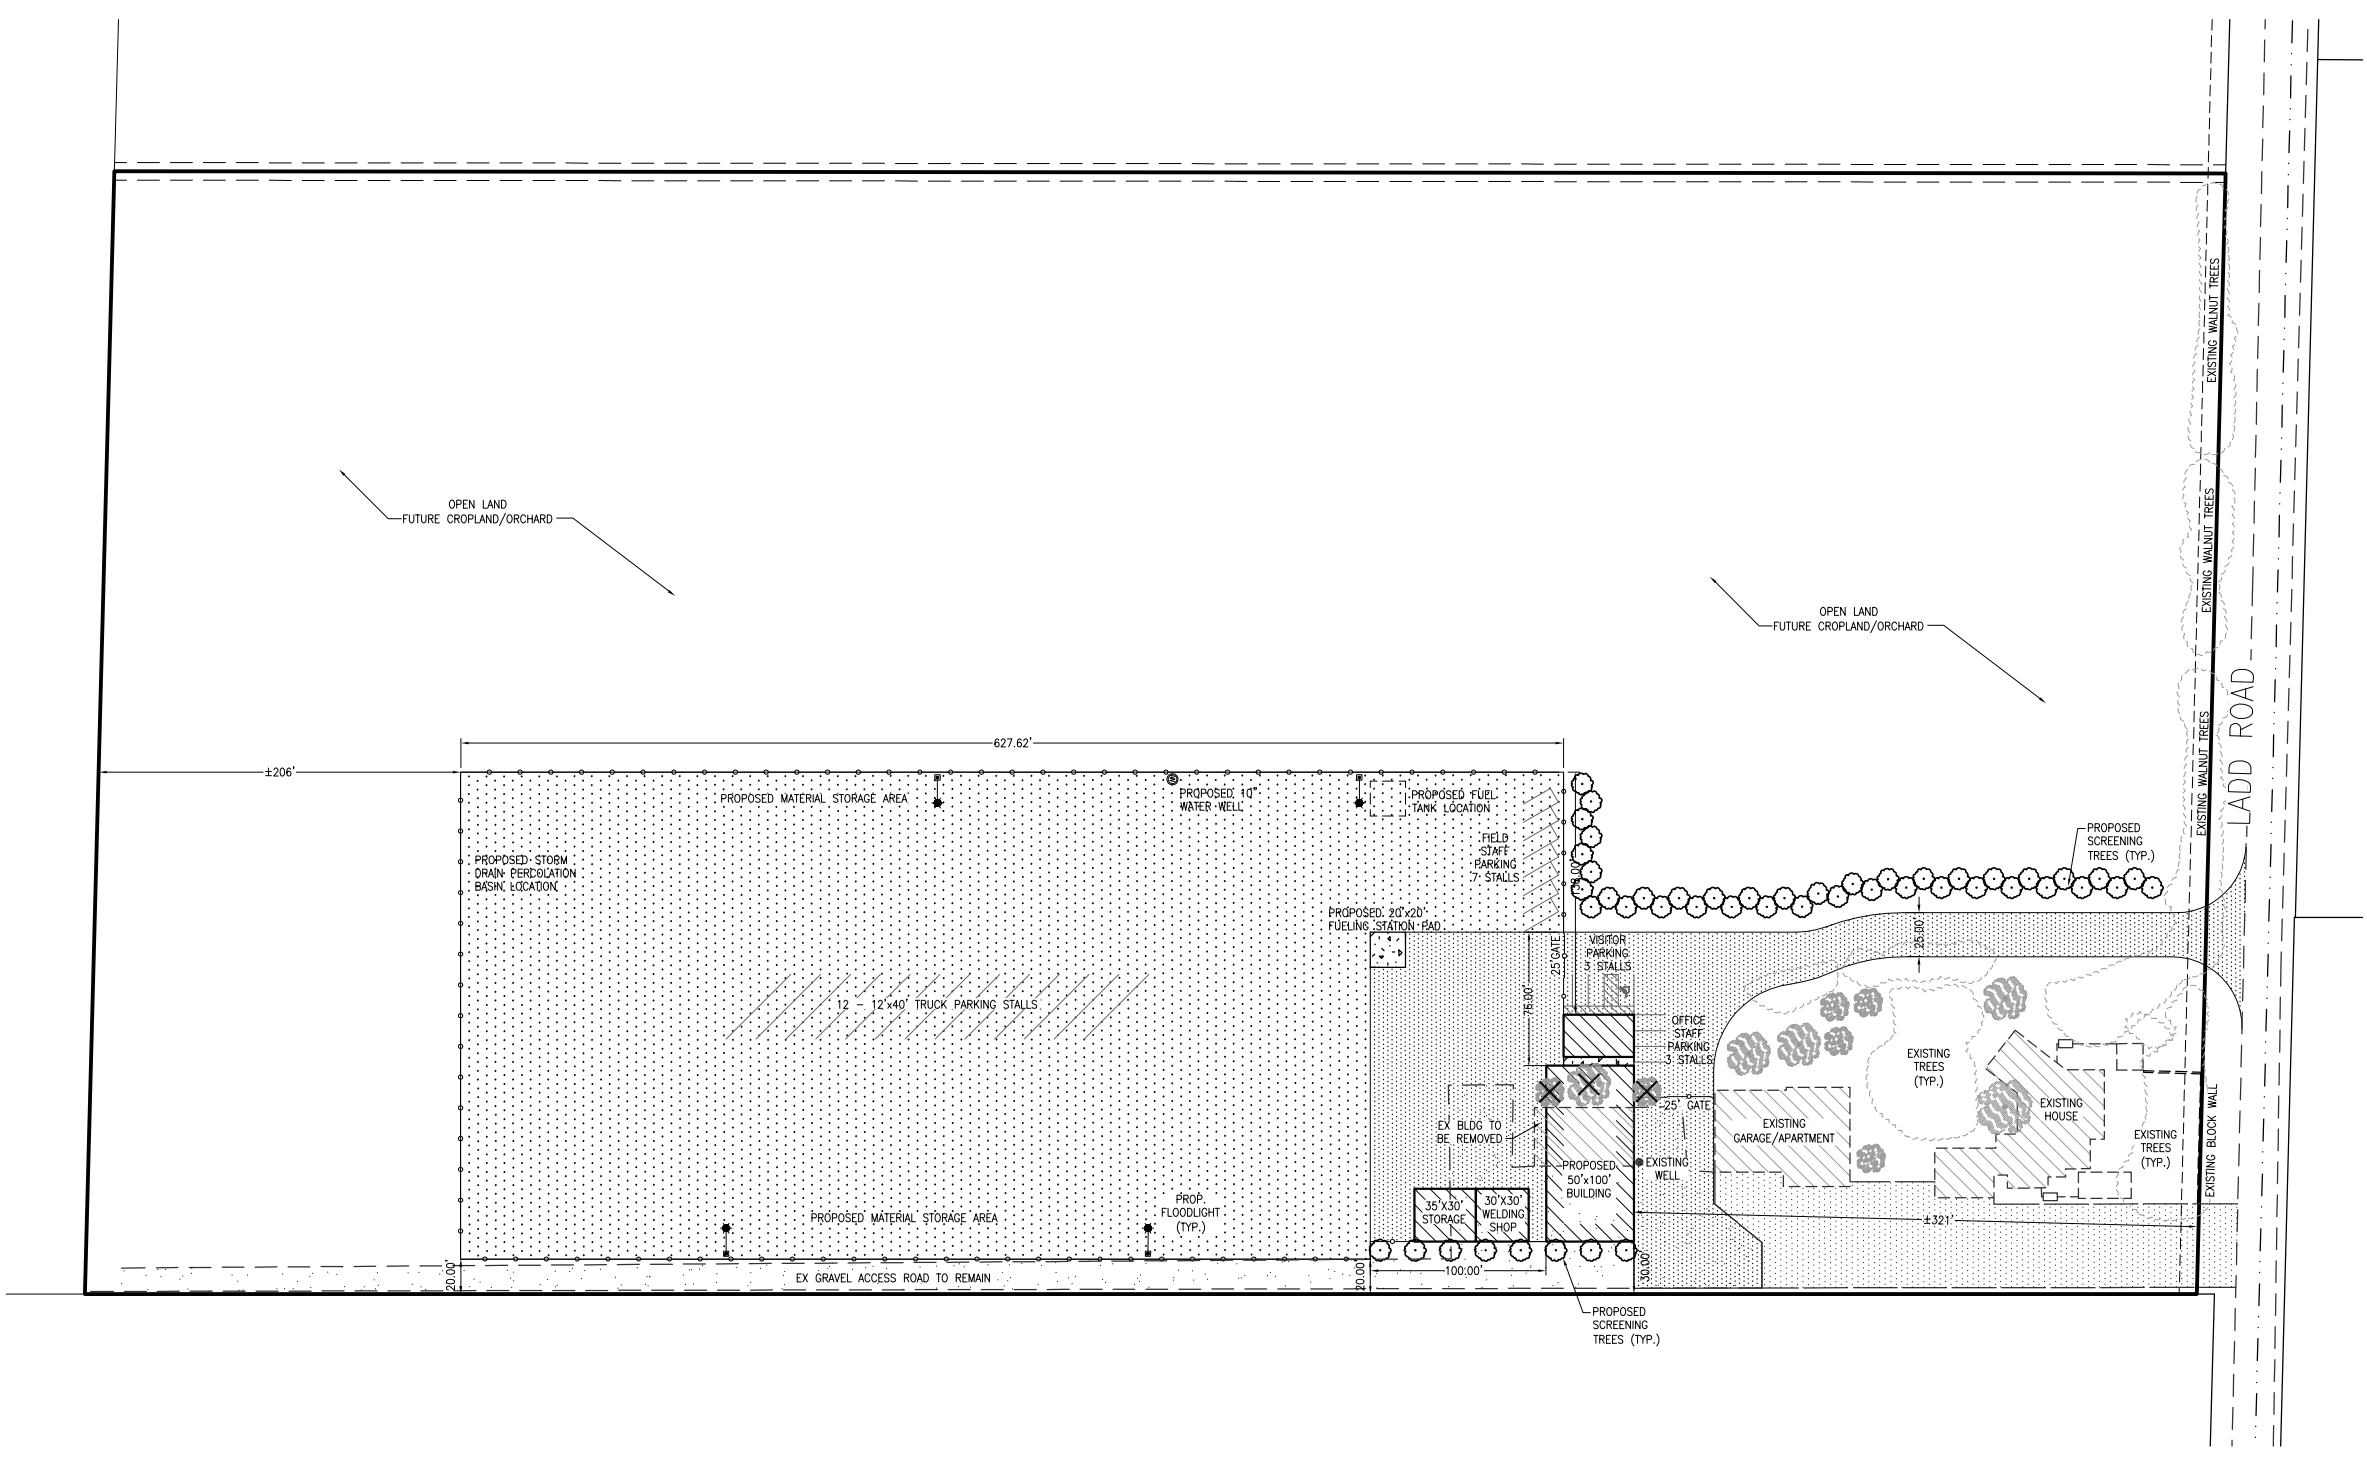 EXISTING WALNUT TREES
OPEN LAND
FUTURE CROPLAND/ORCHARD
EXISTING WALNUT TREES
OPEN LAND
FUTURE CROPLAND/ORCHARD
LADD ROAD
EXISTING WALNUT TREES
627.62'
±206'
PROPOSED MATERIAL STORAGE AREA
PROPOSED 10"
WATER WELL
PROPOSED FUEL
TANK LOCATION
PROPOSED
SCREENING
TREES (TYP.)
FIELD
STAFF
PARKING
7 STALLS
PROPOSED STORM
DRAIN PERCOLATION
BASIN LOCATION
PROPOSED 20'x20'
FUELING STATION PAD
25' GATE
VISITOR
PARKING
3 STALLS
25.00'
76.00'
12 - 12'x40' TRUCK PARKING STALLS
OFFICE
STAFF
PARKING
3 STALLS
EXISTING
TREES
(TYP.)
25' GATE
EXISTING
HOUSE
EX BLDG TO
BE REMOVED
EXISTING
GARAGE/APARTMENT
EXISTING
TREES
(TYP.)
EXISTING BLOCK WALL
PROPOSED
50'x100'
BUILDING
EXISTING
WELL
35'X30'
STORAGE
30'X30'
WELDING
SHOP
PROP.
FLOODLIGHT
(TYP.)
PROPOSED MATERIAL STORAGE AREA
±321'
20.00'
EX GRAVEL ACCESS ROAD TO REMAIN
20.00'
100.00'
30.00'
PROPOSED
SCREENING
TREES (TYP.)